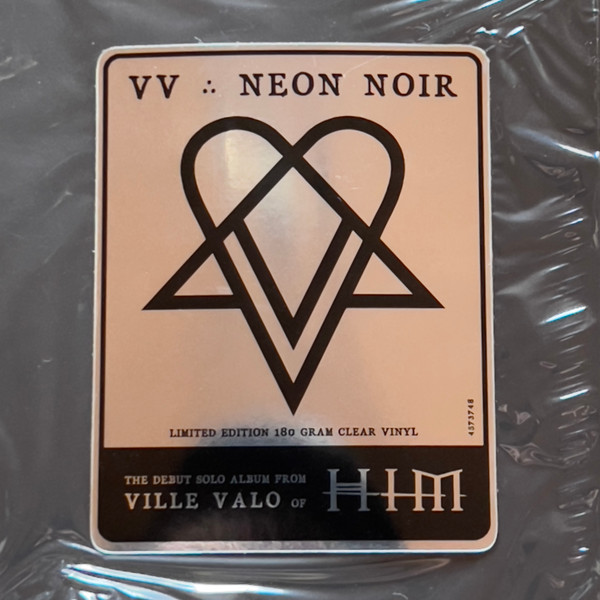 VV ∴ NEON NOIR
LIMITED EDITION 180 GRAM CLEAR VINYL
4573748
THE DEBUT SOLO ALBUM FROM
VILLE VALO OF HIM